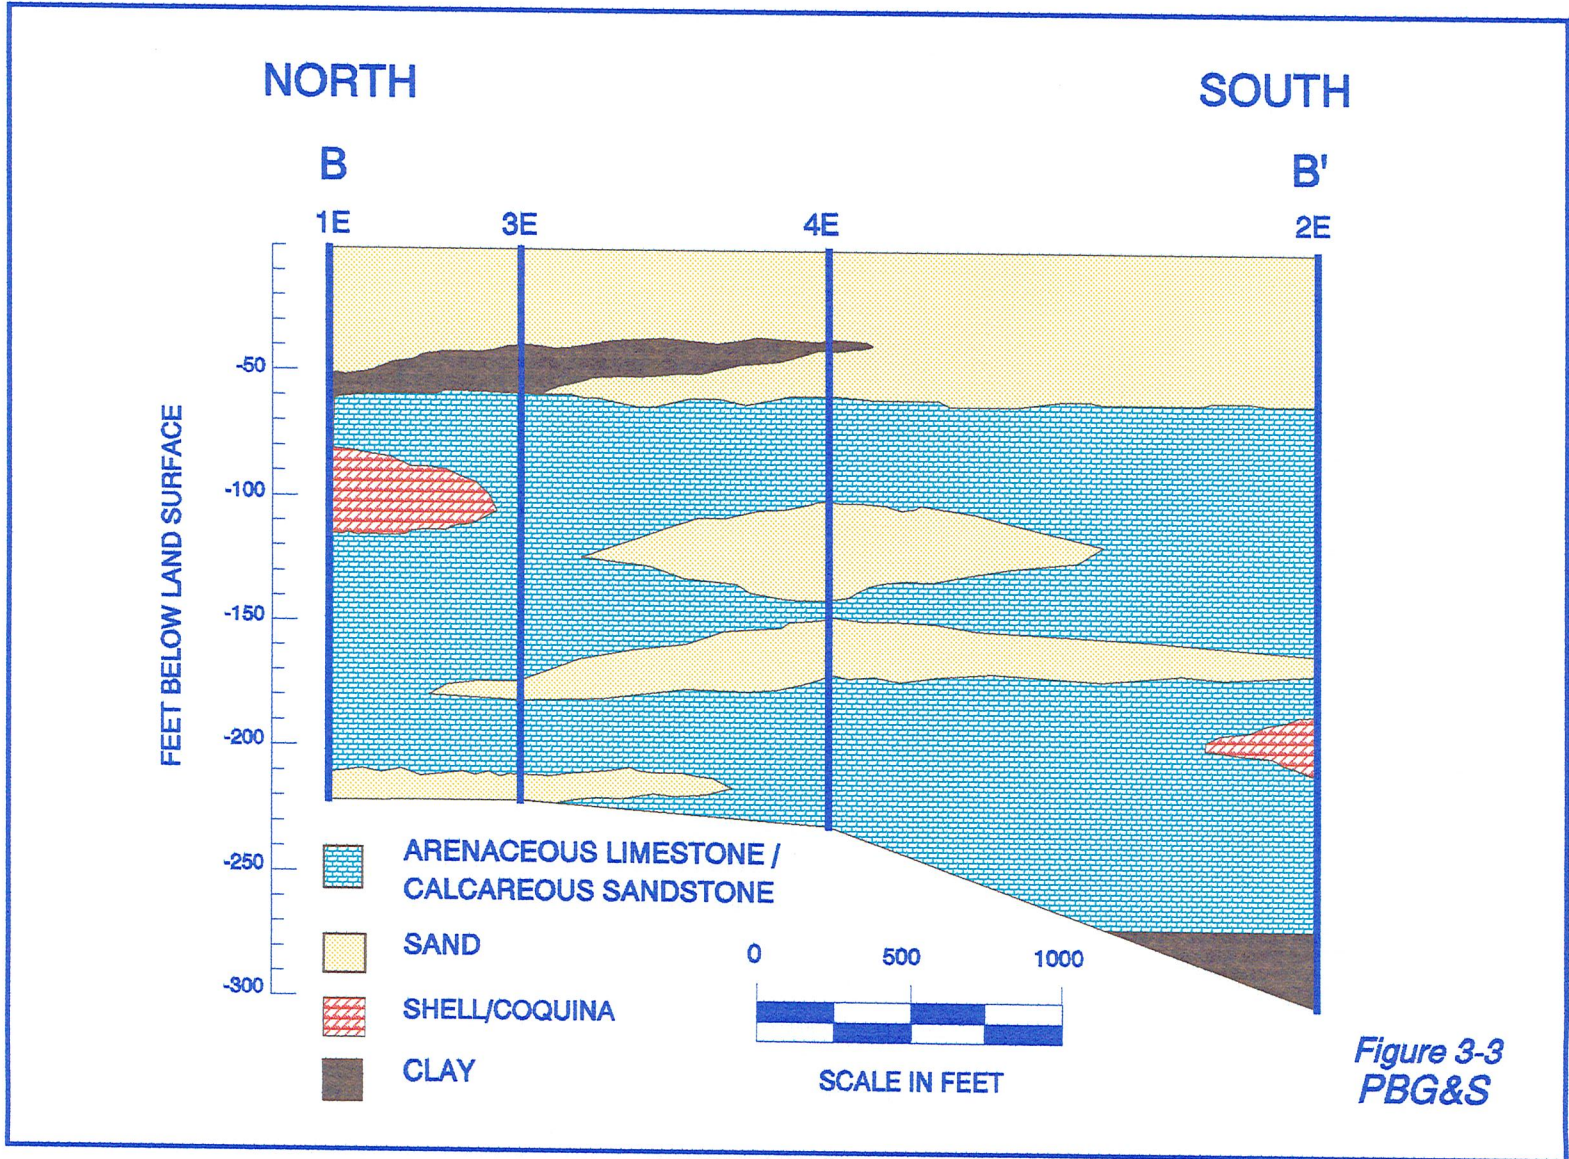 NORTH
SOUTH
B
B'
1E
3E
4E
2E
FEET BELOW LAND SURFACE
-50
-100
-150
-200
-250
-300
ARENACEOUS LIMESTONE /
CALCAREOUS SANDSTONE
SAND
SHELL/COQUINA
CLAY
0 500 1000
SCALE IN FEET
Figure 3-3
PBG&S